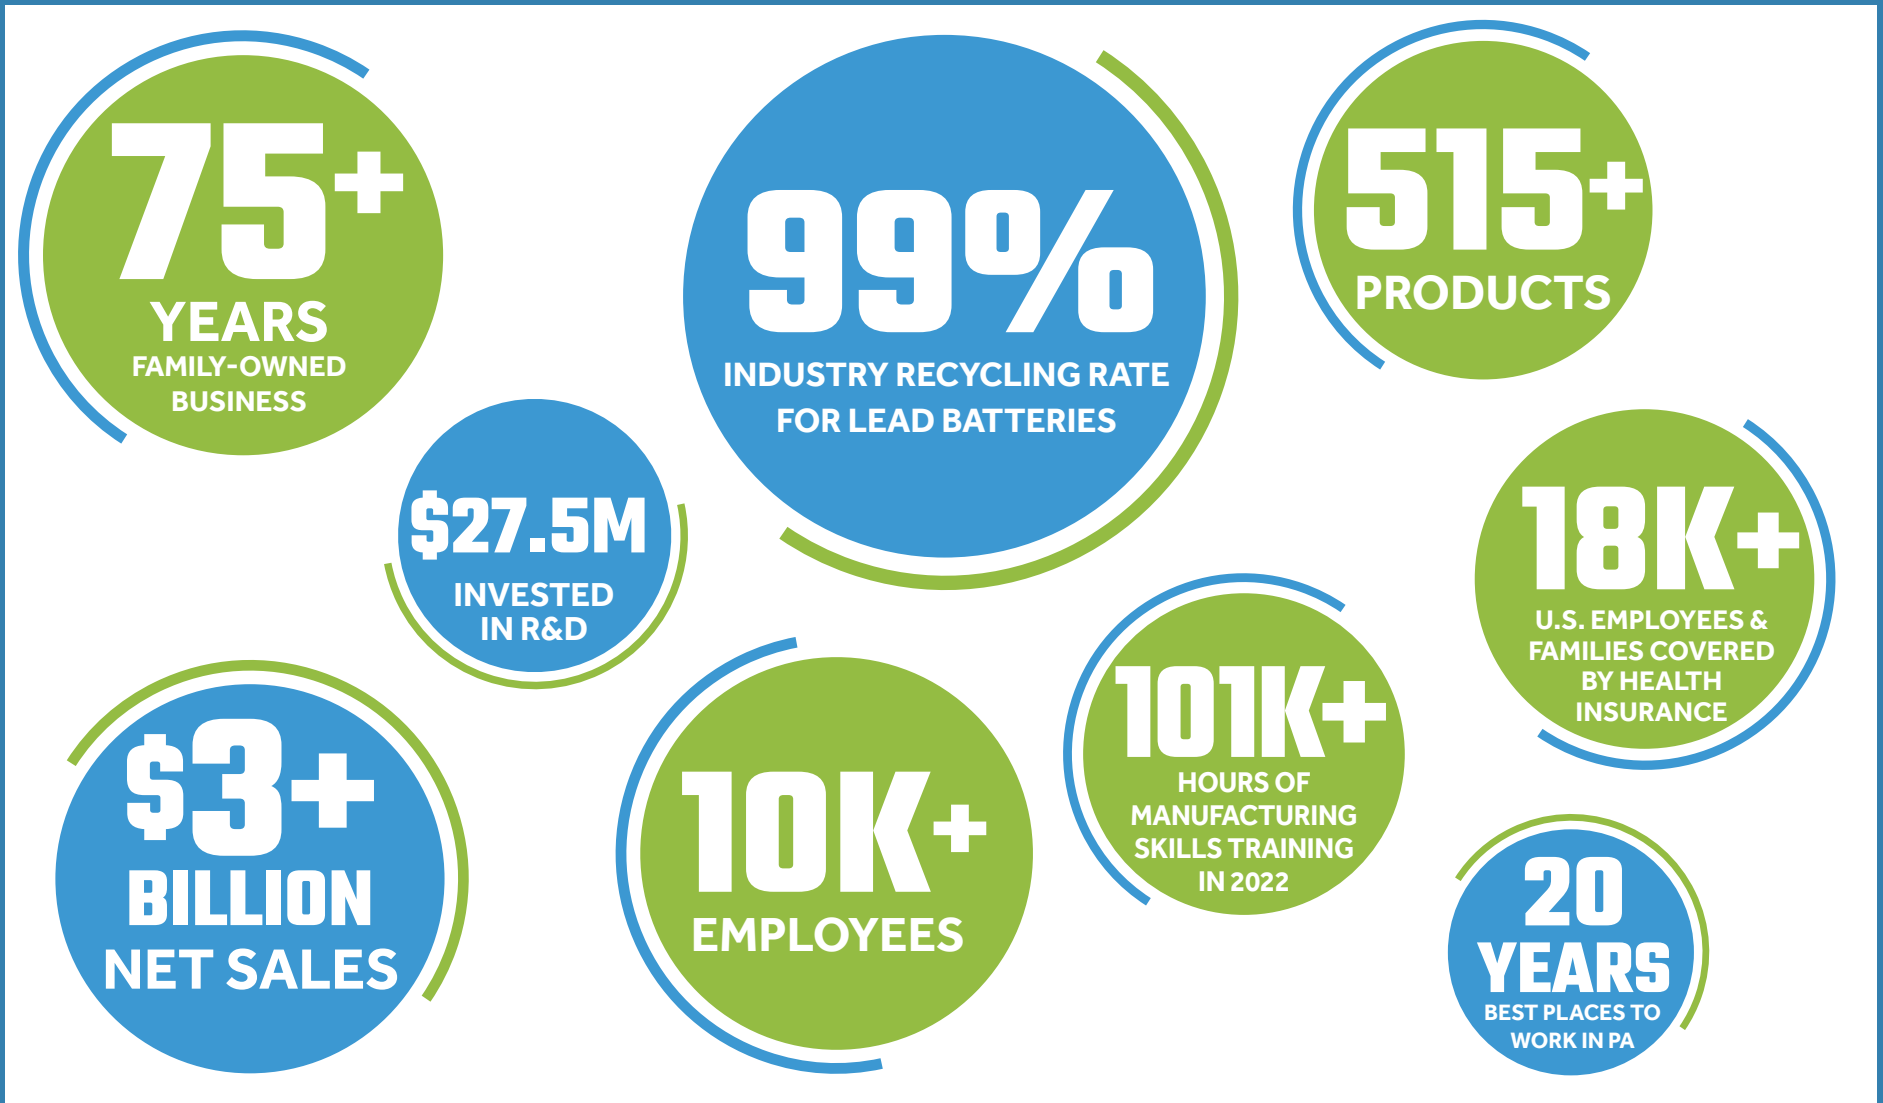 75+
YEARS
FAMILY-OWNED
BUSINESS
99%
INDUSTRY RECYCLING RATE
FOR LEAD BATTERIES
515+
PRODUCTS
$27.5M
INVESTED
IN R&D
18K+
U.S. EMPLOYEES &
FAMILIES COVERED
BY HEALTH
INSURANCE
$3+
BILLION
NET SALES
10K+
EMPLOYEES
101K+
HOURS OF
MANUFACTURING
SKILLS TRAINING
IN 2022
20
YEARS
BEST PLACES TO
WORK IN PA